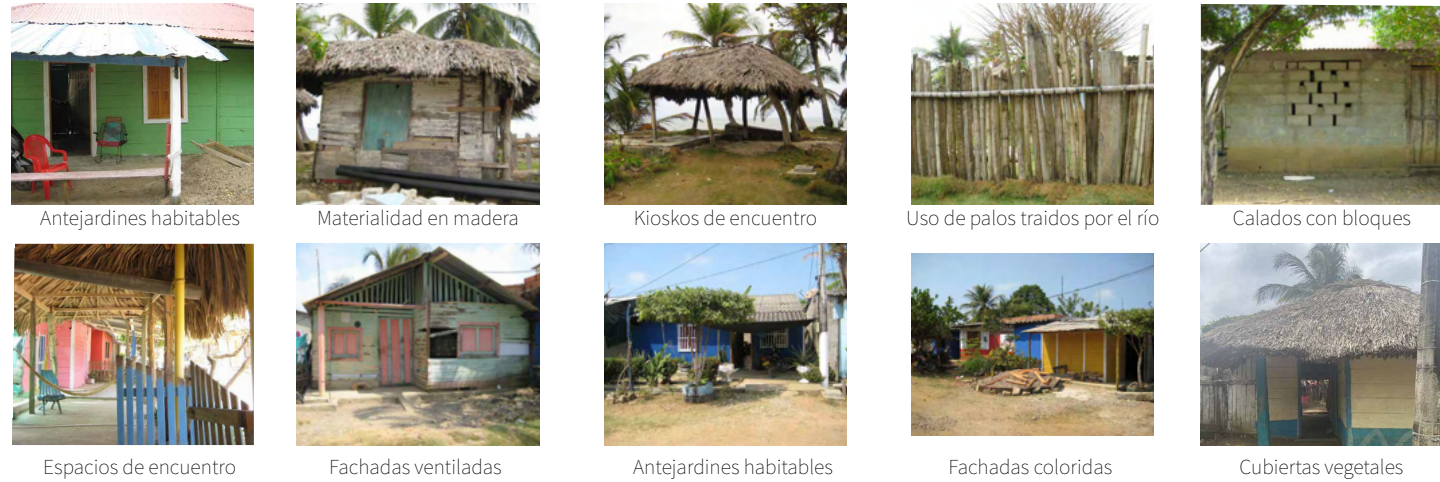 Antejardines habitables
Materialidad en madera
Kioskos de encuentro
Uso de palos traidos por el río
Calados con bloques
Espacios de encuentro
Fachadas ventiladas
Antejardines habitables
Fachadas coloridas
Cubiertas vegetales